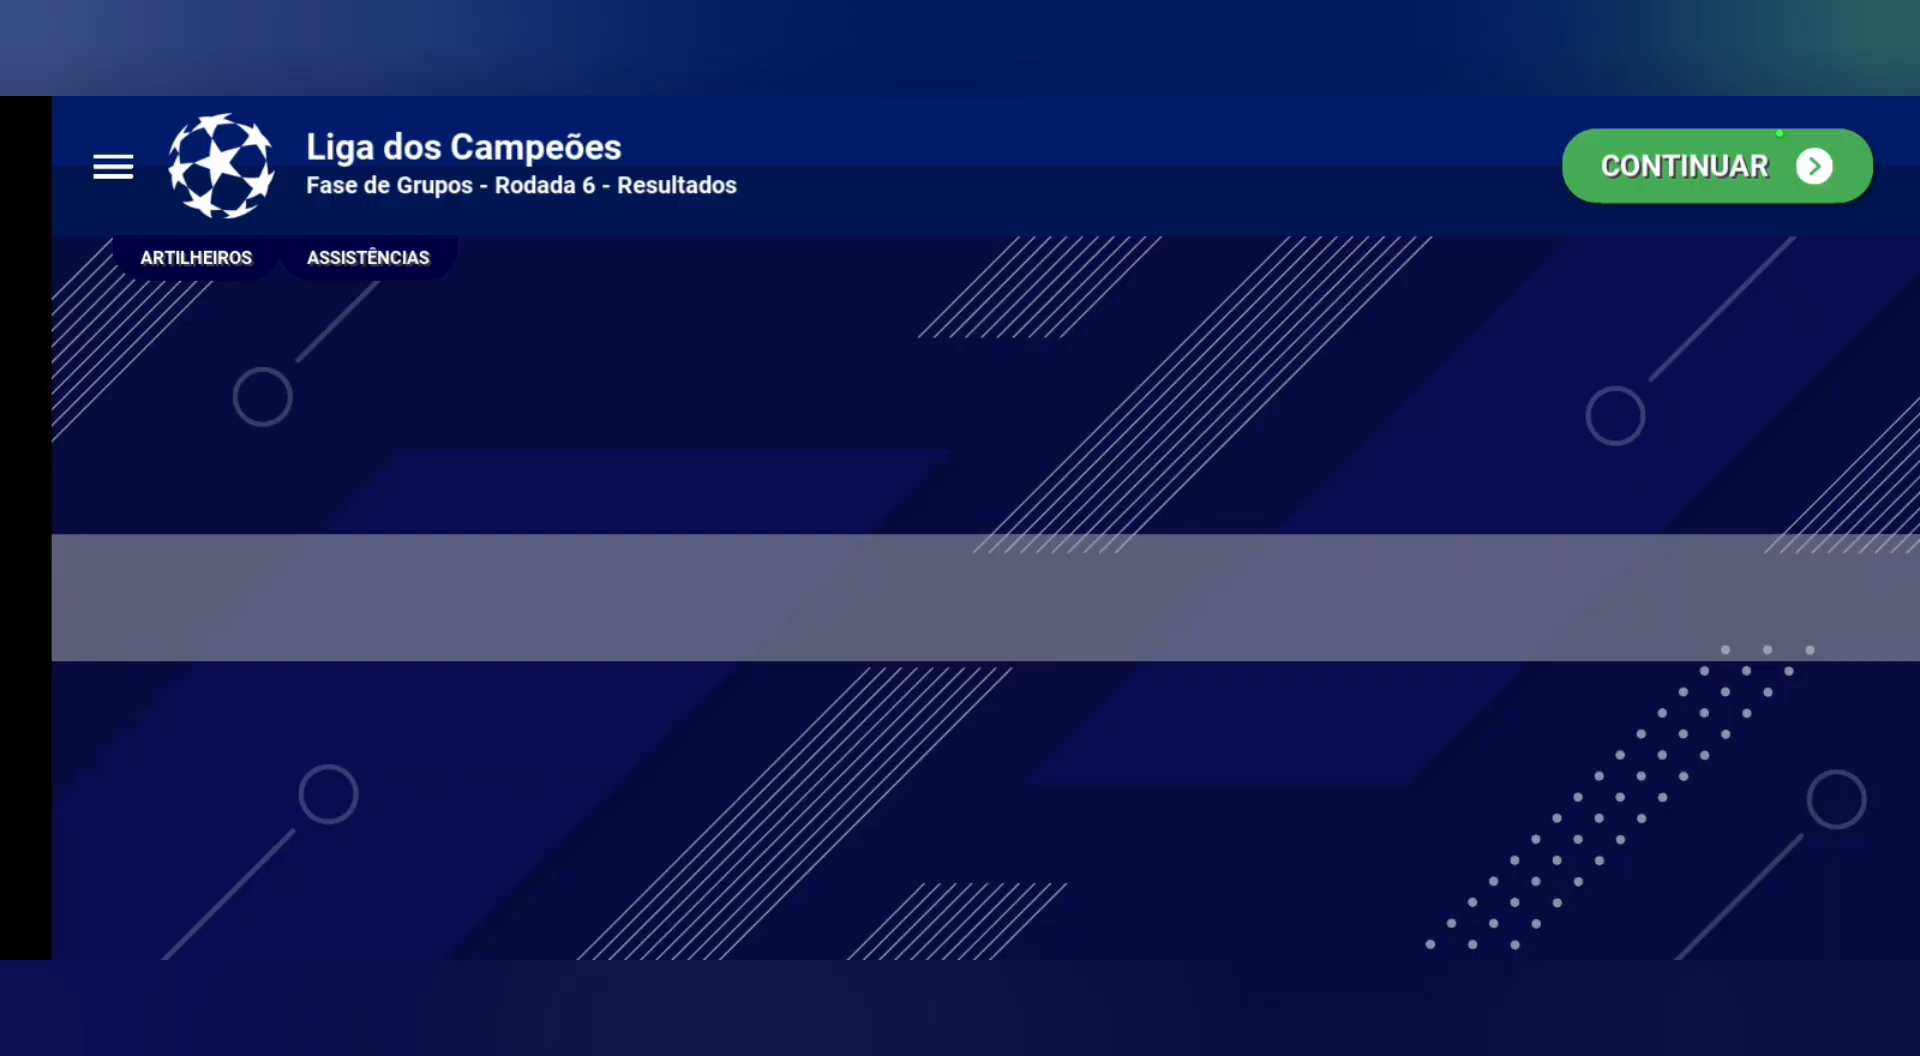 Liga dos Campeões
Fase de Grupos - Rodada 6 - Resultados
CONTINUAR
ARTILHEIROS
ASSISTÊNCIAS